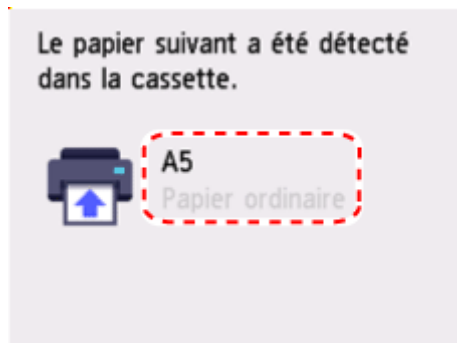 Le papier suivant a été détecté
dans la cassette.
A5
Papier ordinaire